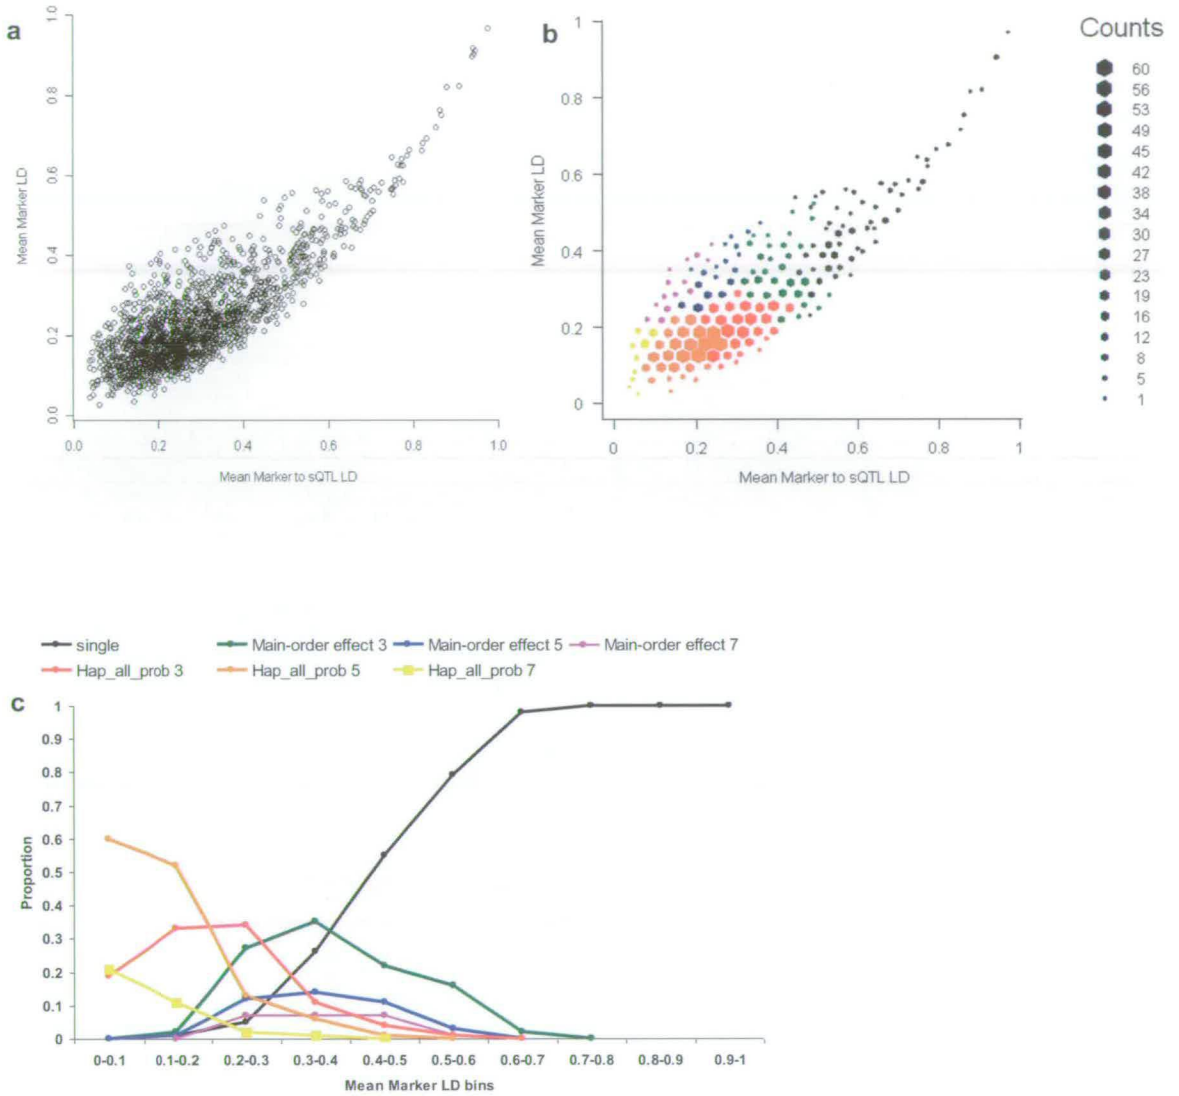 a
1.0
0.8
0.6
0.4
0.2
0.0
Mean Marker LD
0.0 0.2 0.4 0.6 0.8 1.0
Mean Marker to sQTL LD
b
1
0.8
0.6
0.4
0.2
0
Mean Marker LD
0 0.2 0.4 0.6 0.8 1
Mean Marker to sQTL LD
Counts
60
56
53
49
45
42
38
34
30
27
23
19
16
12
8
5
1
single Main-order effect 3 Main-order effect 5 Main-order effect 7
Hap_all_prob 3 Hap_all_prob 5 Hap_all_prob 7
c
1
0.9
0.8
0.7
0.6
0.5
0.4
0.3
0.2
0.1
0
Proportion
0-0.1 0.1-0.2 0.2-0.3 0.3-0.4 0.4-0.5 0.5-0.6 0.6-0.7 0.7-0.8 0.8-0.9 0.9-1
Mean Marker LD bins